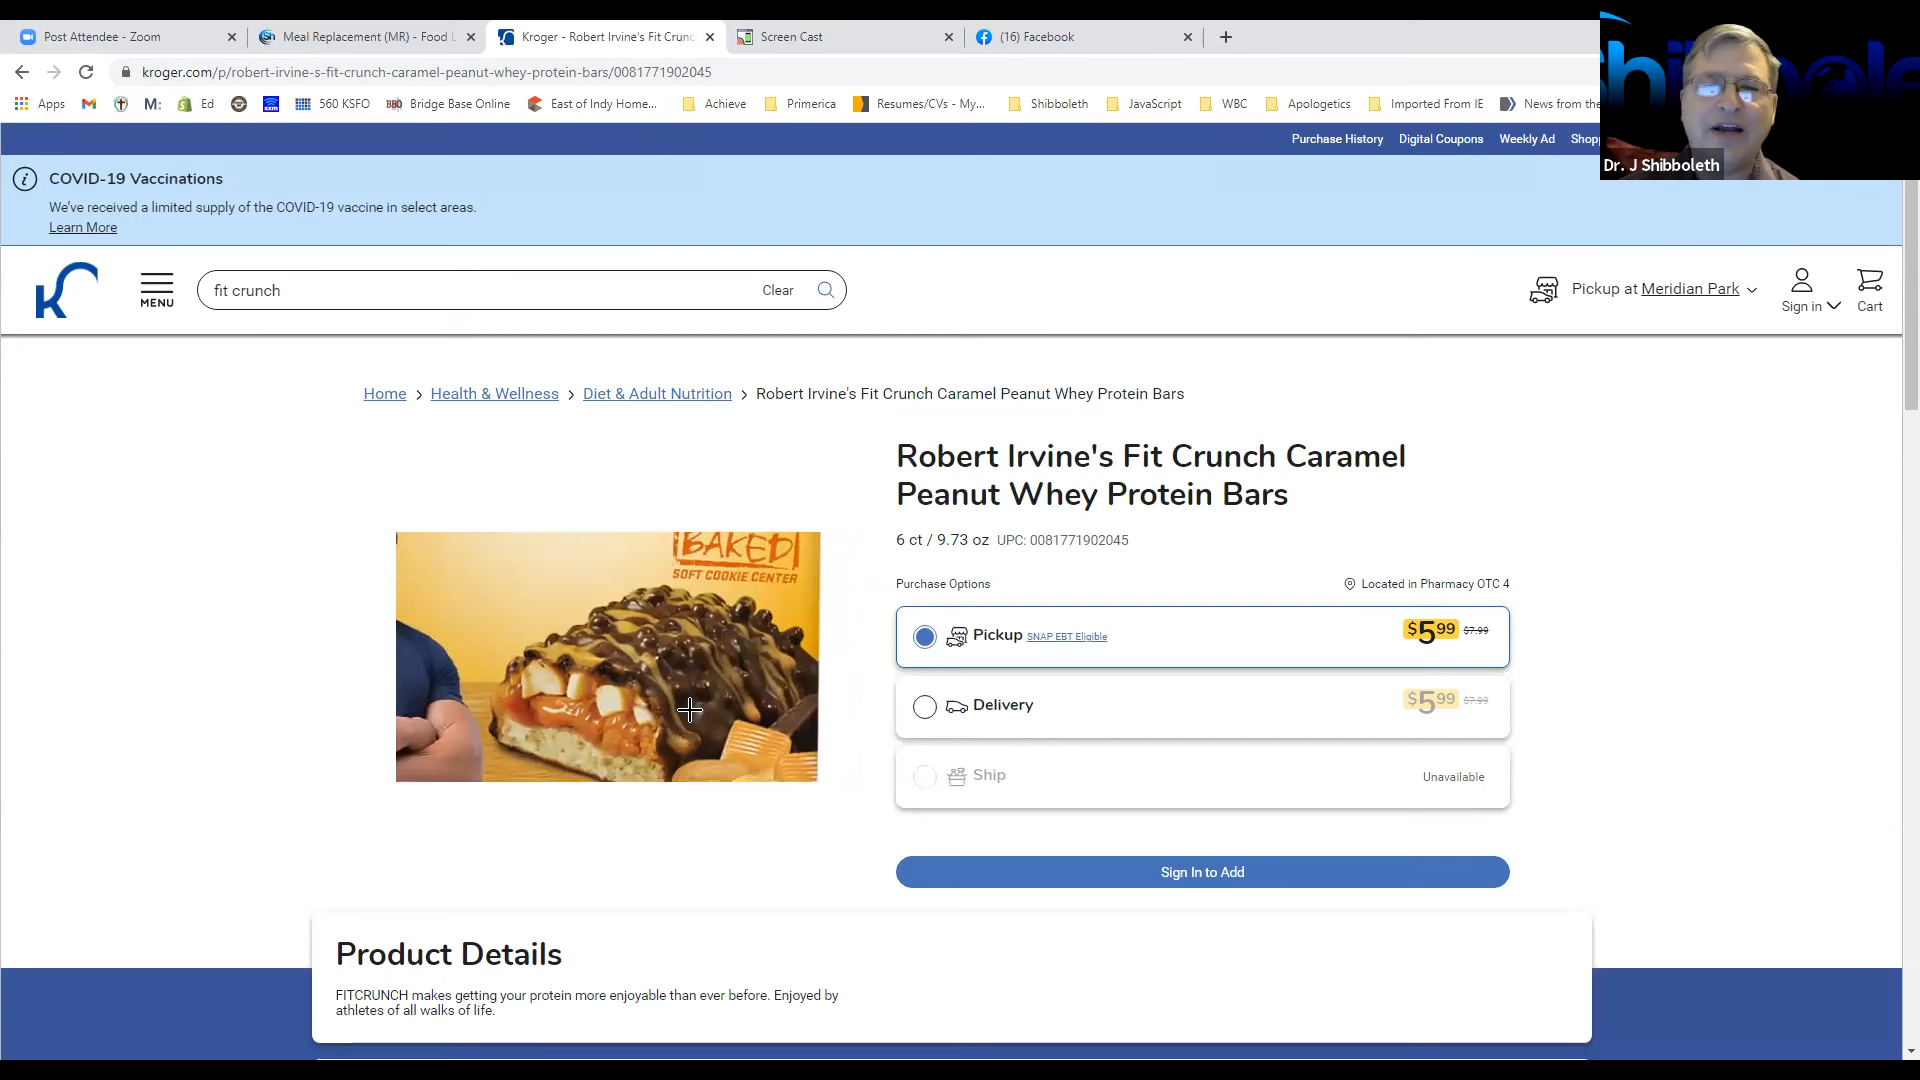 Post Attendee - Zoom
Meal Replacement (MR) - Food
Kroger - Robert Irvine's Fit Crunc
Screen Cast
(16) Facebook
kroger.com/p/robert-irvine-s-fit-crunch-caramel-peanut-whey-protein-bars/0081771902045
Apps
M:
Ed
sxm
560 KSFO
BBO Bridge Base Online
East of Indy Home...
Achieve
Primerica
Resumes/CVs - My...
Shibboleth
JavaScript
WBC
Apologetics
Imported From IE
News from the
Purchase History Digital Coupons Weekly Ad
Dr. J Shibboleth
COVID-19 Vaccinations
We've received a limited supply of the COVID-19 vaccine in select areas.
Learn More
MENU
fit crunch
Clear
Pickup at Meridian Park
Sign in
Cart
Home > Health & Wellness > Diet & Adult Nutrition > Robert Irvine's Fit Crunch Caramel Peanut Whey Protein Bars
BAKED!
SOFT COOKIE CENTER
Robert Irvine's Fit Crunch Caramel
Peanut Whey Protein Bars
6 ct / 9.73 oz UPC: 0081771902045
Purchase Options
Located in Pharmacy OTC 4
Pickup SNAP EBT Eligible
$5.99 $7.99
Delivery
$5.99 $7.99
Ship
Unavailable
Sign In to Add
Product Details
FITCRUNCH makes getting your protein more enjoyable than ever before. Enjoyed by
athletes of all walks of life.